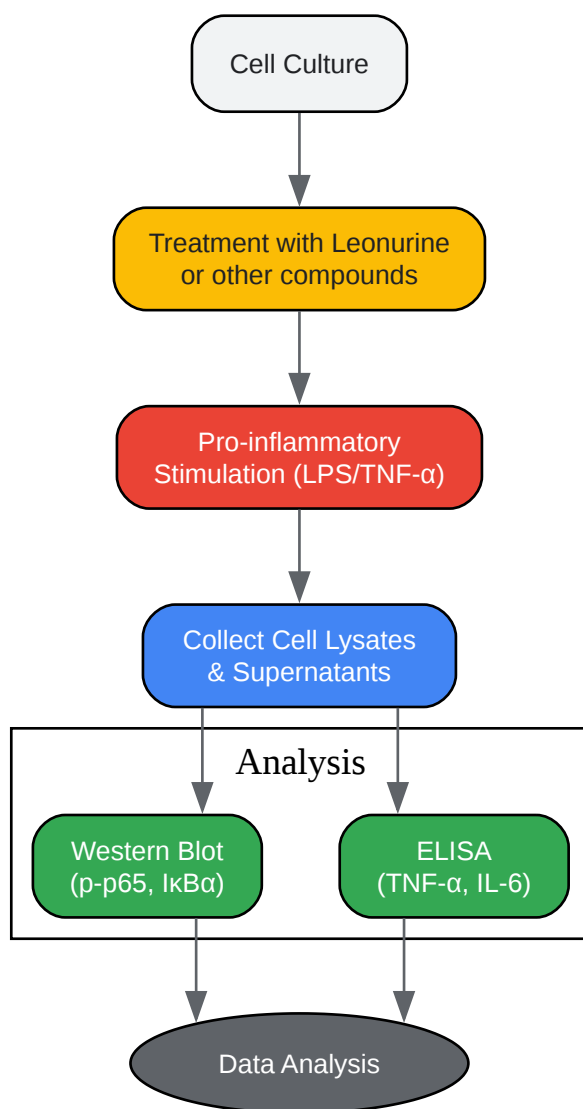 Cell Culture
Treatment with Leonurine
or other compounds
Pro-inflammatory
Stimulation (LPS/TNF-α)
Collect Cell Lysates
& Supernatants
Analysis
Western Blot
(p-p65, IκBα)
ELISA
(TNF-α, IL-6)
Data Analysis